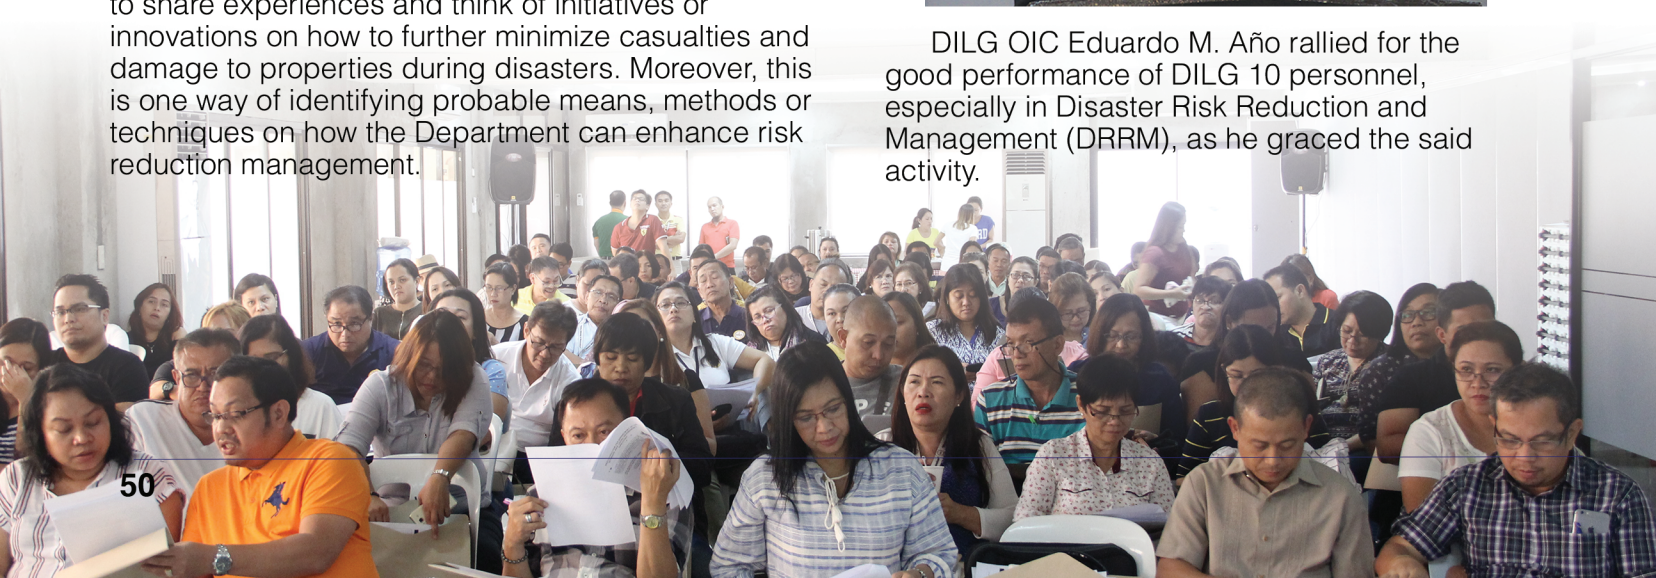 to share experiences and think of initiatives or
innovations on how to further minimize casualties and
damage to properties during disasters. Moreover, this
is one way of identifying probable means, methods or
techniques on how the Department can enhance risk
reduction management.
DILG OIC Eduardo M. Año rallied for the
good performance of DILG 10 personnel,
especially in Disaster Risk Reduction and
Management (DRRM), as he graced the said
activity.
50